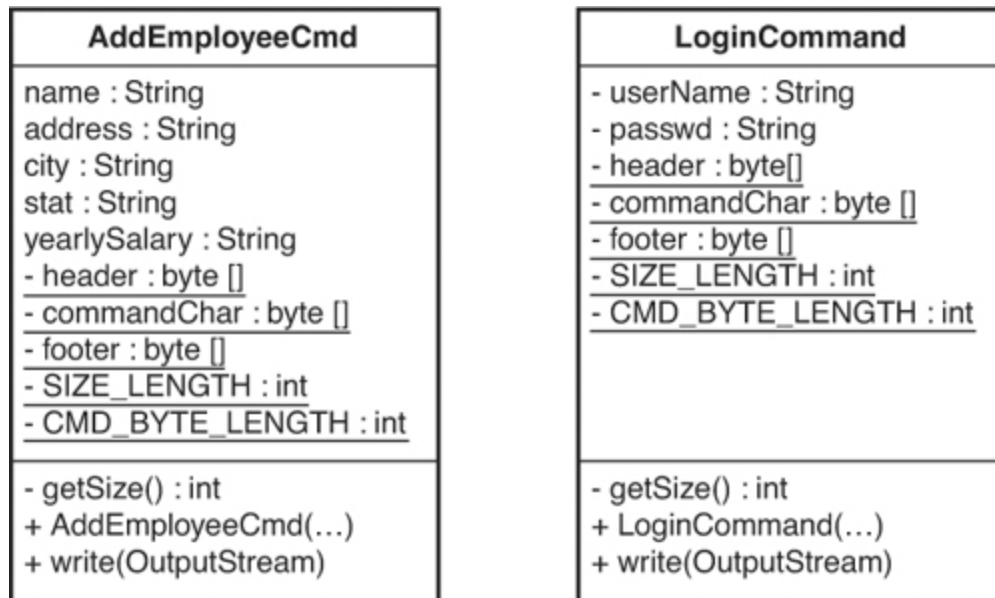 AddEmployeeCmd
name : String
address : String
city : String
stat : String
yearlySalary : String
- header : byte []
- commandChar : byte []
- footer : byte []
- SIZE_LENGTH : int
- CMD_BYTE_LENGTH : int
- getSize() : int
+ AddEmployeeCmd(...)
+ write(OutputStream)
LoginCommand
- userName : String
- passwd : String
- header : byte[]
- commandChar : byte []
- footer : byte []
- SIZE_LENGTH : int
- CMD_BYTE_LENGTH : int
- getSize() : int
+ LoginCommand(...)
+ write(OutputStream)